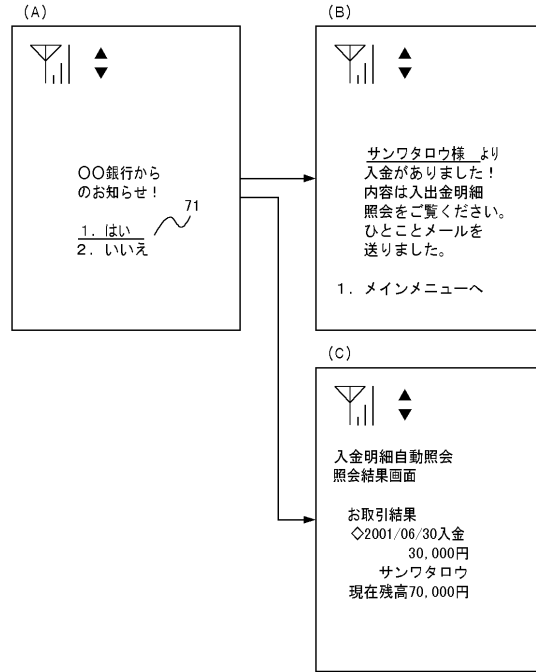 (A)
〇〇銀行から
のお知らせ！
71
1．はい
2．いいえ
(B)
サンワタロウ様 より
入金がありました！
内容は入出金明細
照会をご覧ください。
ひとことメールを
送りました。
1．メインメニューへ
(C)
入金明細自動照会
照会結果画面
お取引結果
◇2001/06/30入金
30,000円
サンワタロウ
現在残高70,000円